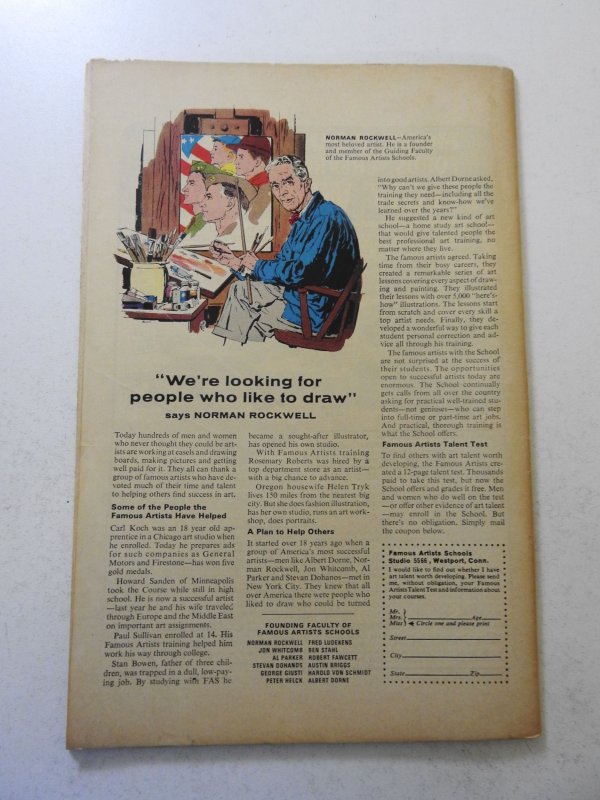 NORMAN ROCKWELL—America's
most beloved artist. He is a founder
and member of the Guiding Faculty
of the Famous Artists Schools.
"We're looking for
people who like to draw"
says NORMAN ROCKWELL
Today hundreds of men and women
who never thought they could be art-
ists are working at easels and drawing
boards, making pictures and getting
well paid for it. They all can thank a
group of famous artists who have de-
voted much of their time and talent
to helping others find success in art.
Some of the People the
Famous Artists Have Helped
Carl Koch was an 18 year old ap-
prentice in a Chicago art studio when
he enrolled. Today he prepares ads
for such companies as General
Motors and Firestone—has won five
gold medals.
Howard Sanden of Minneapolis
took the Course while still in high
school. He is now a successful artist
—last year he and his wife traveled
through Europe and the Middle East
on important art assignments.
Paul Sullivan enrolled at 14. His
Famous Artists training helped him
work his way through college.
Stan Bowen, father of three chil-
dren, was trapped in a dull, low-pay-
ing job. By studying with FAS he
became a sought-after illustrator,
has opened his own studio.
With Famous Artists training
Rosemary Roberts was hired by a
top department store as an artist—
with a big chance to advance.
Oregon housewife Helen Tryk
lives 150 miles from the nearest big
city. But she does fashion illustration,
has her own studio, runs an art work-
shop, does portraits.
A Plan to Help Others
It started over 18 years ago when a
group of America's most successful
artists—men like Albert Dorne, Nor-
man Rockwell, Jon Whitcomb, Al
Parker and Stevan Dohanos—met in
New York City. They knew that all
over America there were people who
liked to draw who could be turned
FOUNDING FACULTY OF
FAMOUS ARTISTS SCHOOLS
NORMAN ROCKWELL FRED LUDEKENS
JON WHITCOMB BEN STAHL
AL PARKER ROBERT FAWCETT
STEVAN DOHANOS AUSTIN BRIGGS
GEORGE GIUSTI HAROLD VON SCHMIDT
PETER HELCK ALBERT DORNE
into good artists. Albert Dorne asked,
"Why can't we give these people the
training they need—including all the
trade secrets and know-how we've
learned over the years?"
He suggested a new kind of art
school—a home study art school—
that would give talented people the
best professional art training, no
matter where they live.
The famous artists agreed. Taking
time from their busy careers, they
created a remarkable series of art
lessons covering every aspect of draw-
ing and painting. They illustrated
their lessons with over 5,000 "here's-
how" illustrations. The lessons start
from scratch and cover every skill a
top artist needs. Finally, they de-
veloped a wonderful way to give each
student personal correction and ad-
vice all through his training.
The famous artists with the School
are not surprised at the success of
their students. The opportunities
open to successful artists today are
enormous. The School continually
gets calls from all over the country
asking for practical well-trained stu-
dents—not geniuses—who can step
into full-time or part-time art jobs.
And practical, thorough training is
what the School offers.
Famous Artists Talent Test
To find others with art talent worth
developing, the Famous Artists cre-
ated a 12-page talent test. Thousands
paid to take this test, but now the
School offers and grades it free. Men
and women who do well on the test
—or offer other evidence of art talent
—may enroll in the School. But
there's no obligation. Simply mail
the coupon below.
Famous Artists Schools
Studio 5566, Westport, Conn.
I would like to find out whether I have
art talent worth developing. Please send
me, without obligation, your Famous
Artists Talent Test and information about
your courses.
Mr.
Mrs. Age
Miss Circle one and please print
Street
City
State Zip